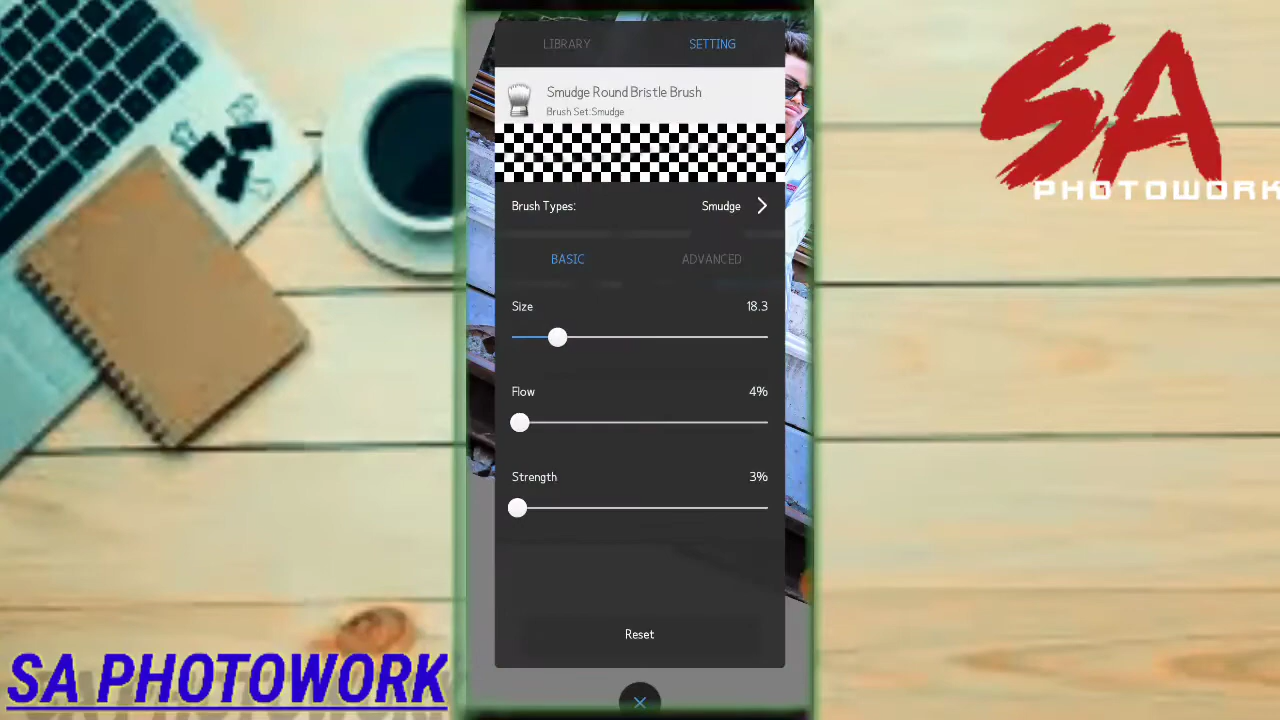 LIBRARY SETTING
Smudge Round Bristle Brush
Brush Set:Smudge
Brush Types: Smudge
BASIC ADVANCED
Size 18.3
Flow 4%
Strength 3%
Reset
SA
PHOTOWORK
SA PHOTOWORK